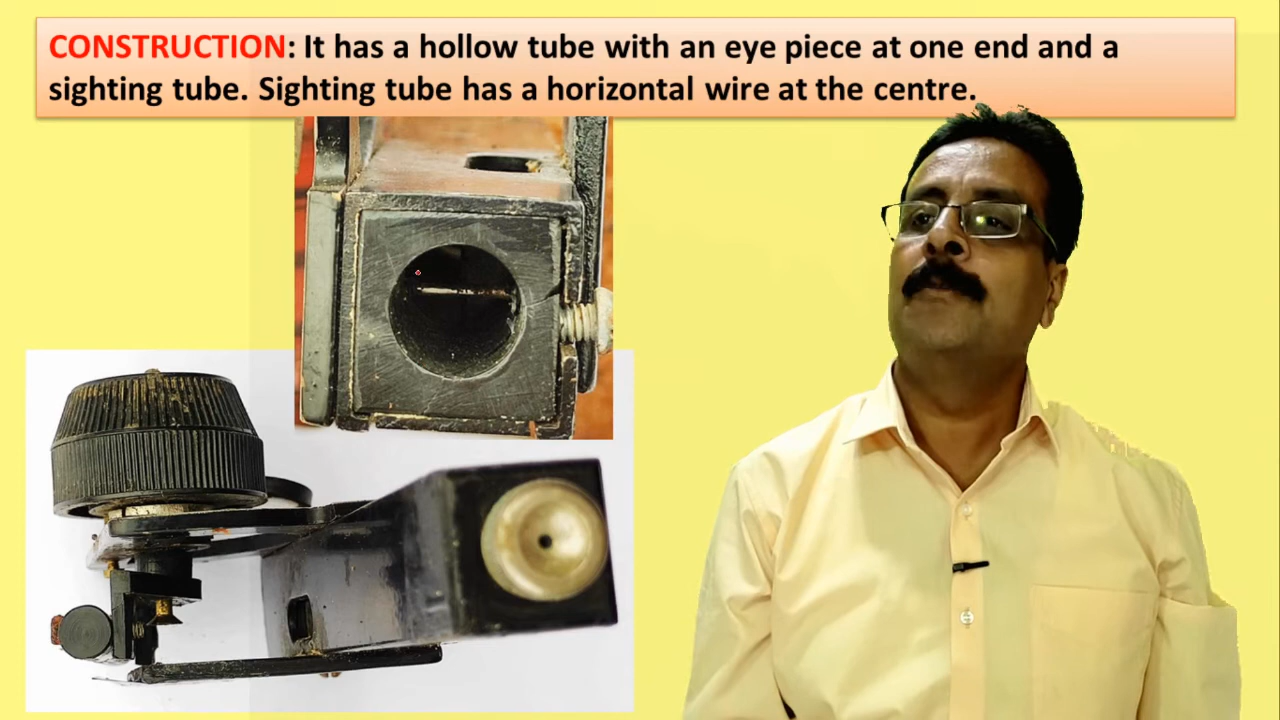 CONSTRUCTION: It has a hollow tube with an eye piece at one end and a
sighting tube. Sighting tube has a horizontal wire at the centre.